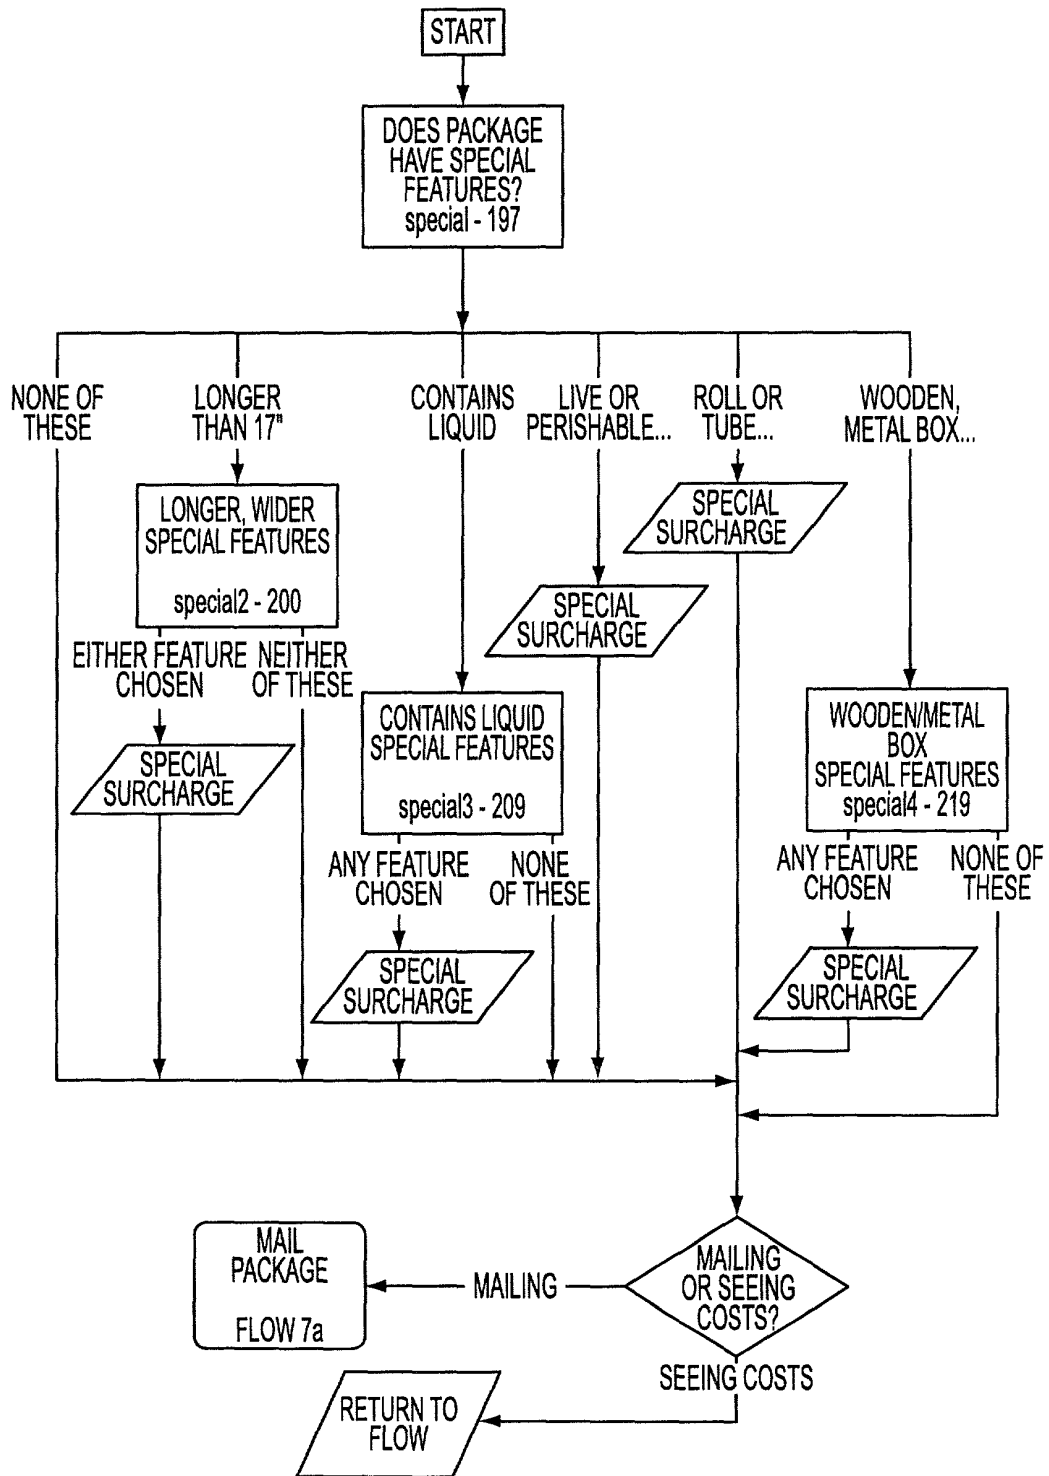 START
DOES PACKAGE
HAVE SPECIAL
FEATURES?
special - 197
NONE OF
THESE
LONGER
THAN 17"
CONTAINS
LIQUID
LIVE OR
PERISHABLE...
ROLL OR
TUBE...
WOODEN,
METAL BOX...
LONGER, WIDER
SPECIAL FEATURES
special2 - 200
SPECIAL
SURCHARGE
SPECIAL
SURCHARGE
EITHER FEATURE
CHOSEN
NEITHER
OF THESE
CONTAINS LIQUID
SPECIAL FEATURES
special3 - 209
WOODEN/METAL
BOX
SPECIAL FEATURES
special4 - 219
SPECIAL
SURCHARGE
ANY FEATURE
CHOSEN
NONE
OF THESE
ANY FEATURE
CHOSEN
NONE OF
THESE
SPECIAL
SURCHARGE
SPECIAL
SURCHARGE
MAILING
OR SEEING
COSTS?
MAILING
MAIL
PACKAGE
FLOW 7a
SEEING COSTS
RETURN TO
FLOW